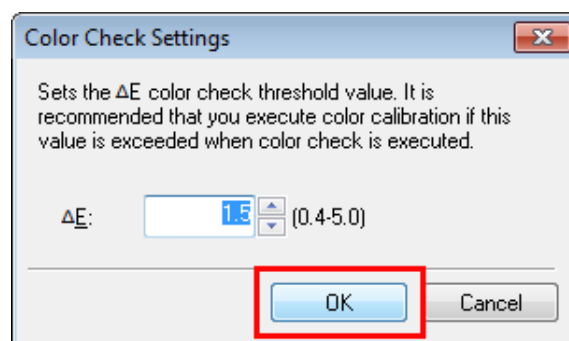 Color Check Settings
Sets the ΔE color check threshold value. It is
recommended that you execute color calibration if this
value is exceeded when color check is executed.
ΔE: 1.5 (0.4-5.0)
OK Cancel